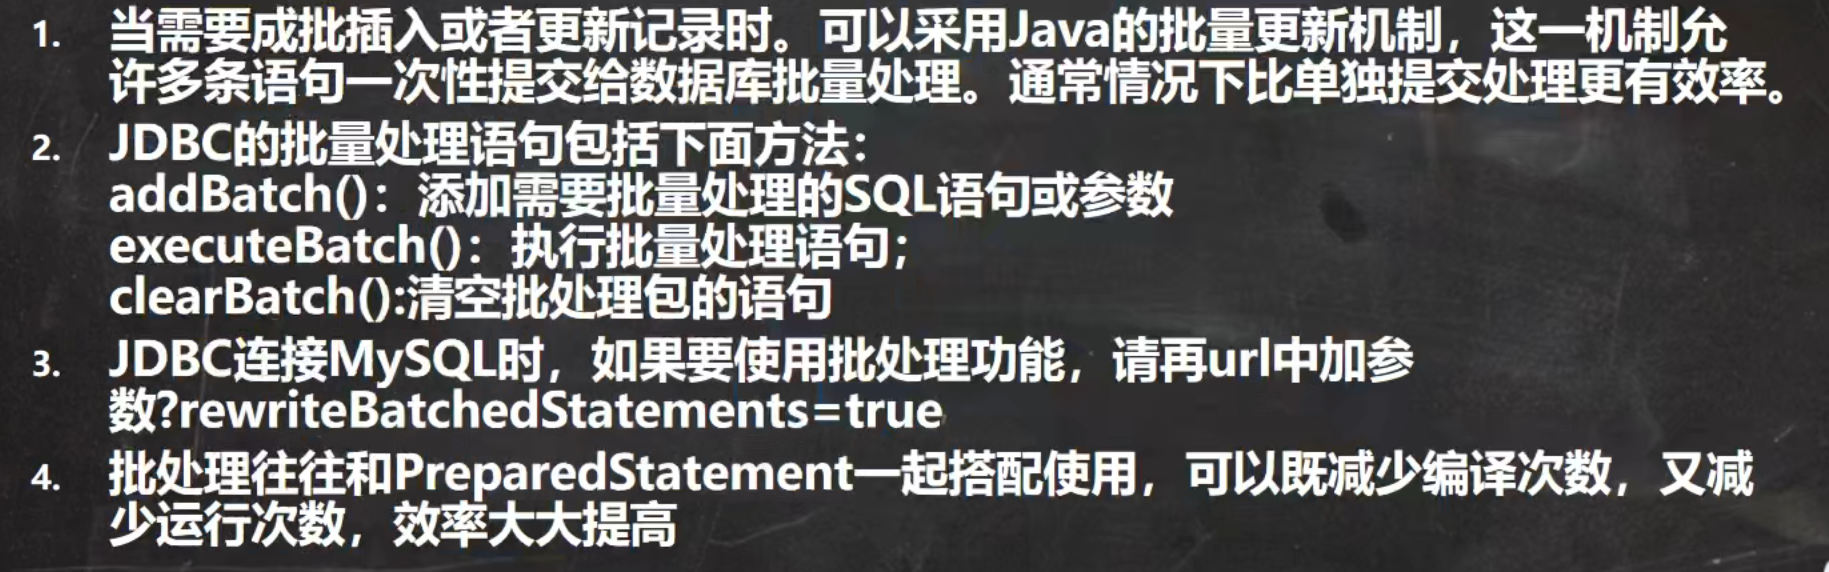 1. 当需要成批插入或者更新记录时。可以采用Java的批量更新机制，这一机制允
许多条语句一次性提交给数据库批量处理。通常情况下比单独提交处理更有效率。
2. JDBC的批量处理语句包括下面方法：
addBatch()：添加需要批量处理的SQL语句或参数
executeBatch()：执行批量处理语句；
clearBatch():清空批处理包的语句
3. JDBC连接MySQL时，如果要使用批处理功能，请再url中加参
数?rewriteBatchedStatements=true
4. 批处理往往和PreparedStatement一起搭配使用，可以既减少编译次数，又减
少运行次数，效率大大提高